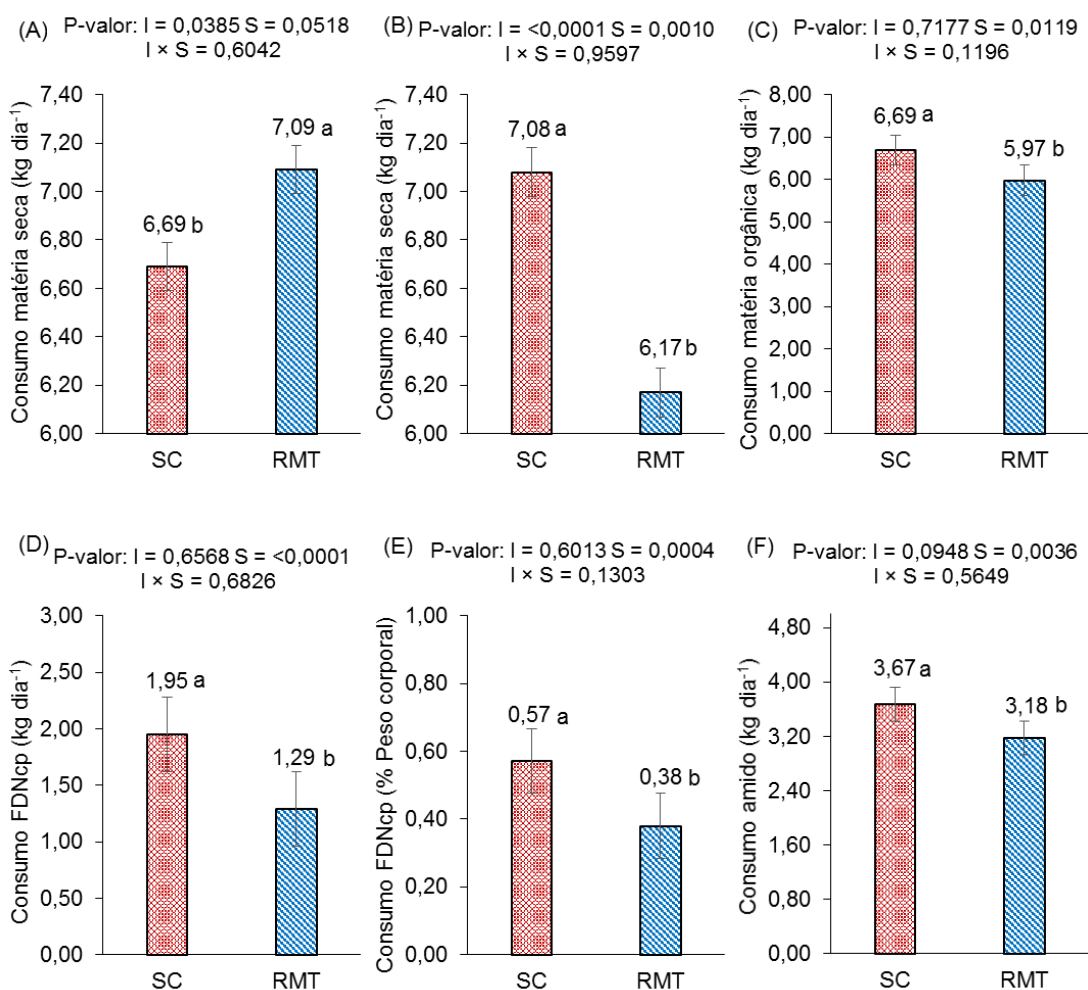 (A) P-valor: I = 0,0385 S = 0,0518
I × S = 0,6042
Consumo matéria seca (kg dia⁻¹)
7,40
7,20
7,00
6,80
6,60
6,40
6,20
6,00
6,69 b
7,09 a
SC RMT
(B) P-valor: I = <0,0001 S = 0,0010
I × S = 0,9597
Consumo matéria seca (kg dia⁻¹)
7,40
7,20
7,00
6,80
6,60
6,40
6,20
6,00
7,08 a
6,17 b
SC RMT
(C) P-valor: I = 0,7177 S = 0,0119
I × S = 0,1196
Consumo matéria orgânica (kg dia⁻¹)
8,00
7,00
6,00
5,00
4,00
3,00
2,00
1,00
0,00
6,69 a
5,97 b
SC RMT
(D) P-valor: I = 0,6568 S = <0,0001
I × S = 0,6826
Consumo FDNcp (kg dia⁻¹)
3,00
2,50
2,00
1,50
1,00
0,50
0,00
1,95 a
1,29 b
SC RMT
(E) P-valor: I = 0,6013 S = 0,0004
I × S = 0,1303
Consumo FDNcp (% Peso corporal)
1,00
0,80
0,60
0,40
0,20
0,00
0,57 a
0,38 b
SC RMT
(F) P-valor: I = 0,0948 S = 0,0036
I × S = 0,5649
Consumo amido (kg dia⁻¹)
4,80
4,00
3,20
2,40
1,60
0,80
0,00
3,67 a
3,18 b
SC RMT